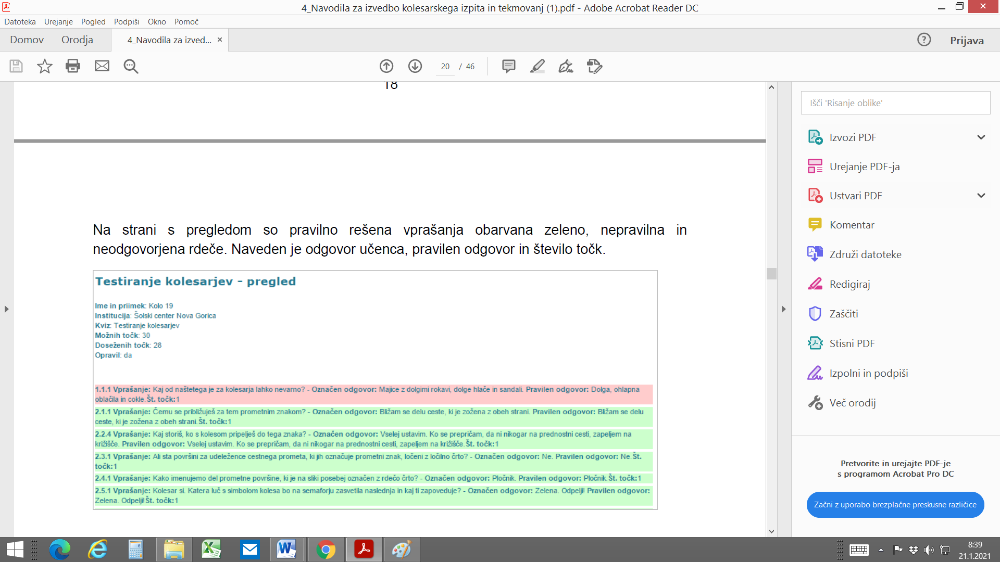 4_Navodila za izvedbo kolesarskega izpita in tekmovanj (1).pdf - Adobe Acrobat Reader DC
Datoteka Urejanje Pogled Podpiši Okno Pomoč
Domov Orodja 4_Navodila za izved... × Prijava
20 / 46
18
Na strani s pregledom so pravilno rešena vprašanja obarvana zeleno, nepravilna in
neodgovorjena rdeče. Naveden je odgovor učenca, pravilen odgovor in število točk.
Testiranje kolesarjev - pregled
Ime in priimek: Kolo 19
Institucija: Šolski center Nova Gorica
Kviz: Testiranje kolesarjev
Možnih točk: 30
Doseženih točk: 28
Opravil: da
1.1.1 Vprašanje: Kaj od naštetega je za kolesarja lahko nevarno? - Označen odgovor: Majice z dolgimi rokavi, dolge hlače in sandali. Pravilen odgovor: Dolga, ohlapna
oblačila in cokle.Št. točk:1
2.1.1 Vprašanje: Čemu se približuješ za tem prometnim znakom? - Označen odgovor: Bližam se delu ceste, ki je zožena z obeh strani. Pravilen odgovor: Bližam se delu
ceste, ki je zožena z obeh strani.Št. točk:1
2.2.4 Vprašanje: Kaj storiš, ko s kolesom pripelješ do tega znaka? - Označen odgovor: Vselej ustavim. Ko se prepričam, da ni nikogar na prednostni cesti, zapeljem na
križišče. Pravilen odgovor: Vselej ustavim. Ko se prepričam, da ni nikogar na prednostni cesti, zapeljem na križišče.Št. točk:1
2.3.1 Vprašanje: Ali sta površini za udeležence cestnega prometa, ki jih označuje prometni znak, ločeni z ločilno črto? - Označen odgovor: Ne. Pravilen odgovor: Ne.Št.
točk:1
2.4.1 Vprašanje: Kako imenujemo del prometne površine, ki je na sliki posebej označen z rdečo črto? - Označen odgovor: Pločnik. Pravilen odgovor: Pločnik.Št. točk:1
2.5.1 Vprašanje: Kolesar si. Katera luč s simbolom kolesa bo na semaforju zasvetila naslednja in kaj ti zapoveduje? - Označen odgovor: Zelena. Odpelji! Pravilen odgovor:
Zelena. Odpelji!Št. točk:1
Išči 'Risanje oblike'
Izvozi PDF
Urejanje PDF-ja
Ustvari PDF
Komentar
Združi datoteke
Redigiraj
Zaščiti
Stisni PDF
Izpolni in podpiši
Več orodij
Pretvorite in urejajte PDF-je
s programom Acrobat Pro DC
Začni z uporabo brezplačne preskusne različice
8:39
21.1.2021